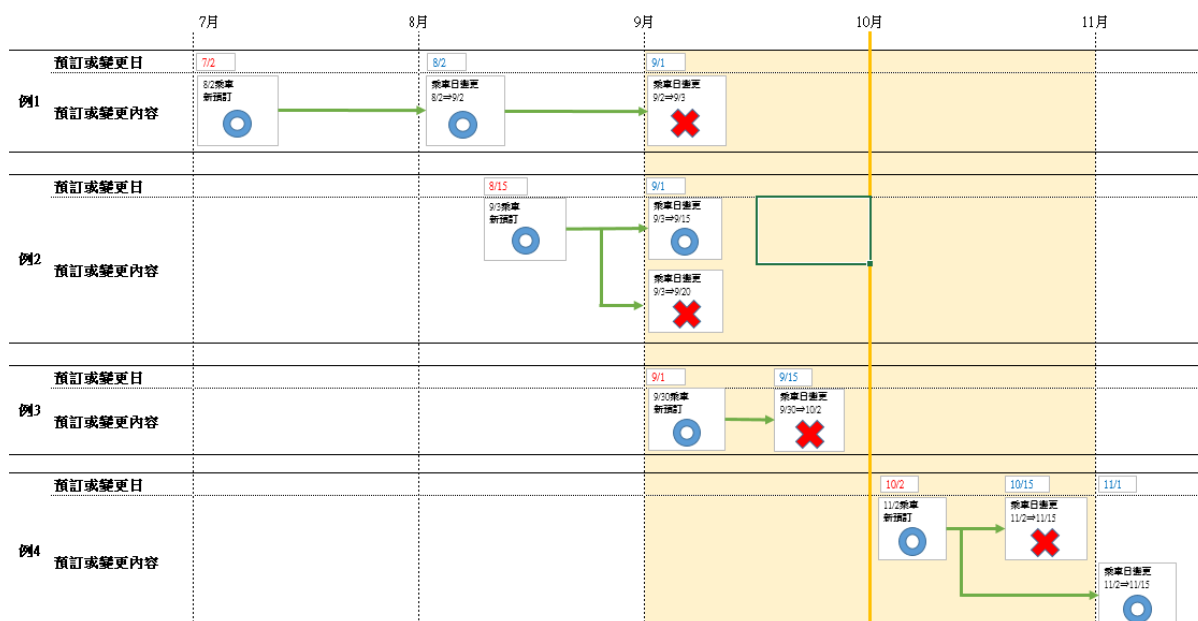 7月 8月 9月 10月 11月
預訂或變更日 7/2 8/2 9/1
例1
預訂或變更內容
8/2乘車
新預訂
乘車日變更
8/2⇒9/2
乘車日變更
9/2⇒9/3
預訂或變更日 8/15 9/1
例2
預訂或變更內容
9/3乘車
新預訂
乘車日變更
9/3⇒9/15
乘車日變更
9/3⇒9/20
預訂或變更日 9/1 9/15
例3
預訂或變更內容
9/30乘車
新預訂
乘車日變更
9/30⇒10/2
預訂或變更日 10/2 10/15 11/1
例4
預訂或變更內容
11/2乘車
新預訂
乘車日變更
11/2⇒11/15
乘車日變更
11/2⇒11/15